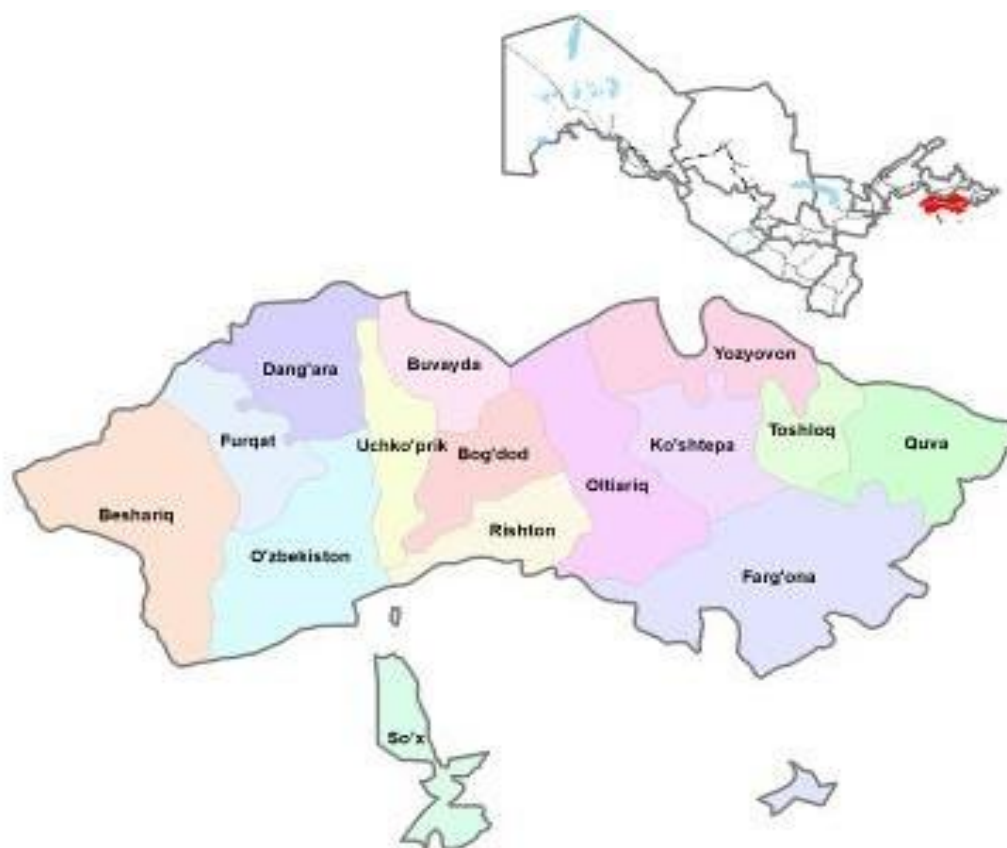 Yozyovon
Dang'ara
Buvayda
Furqat
Uchko'prik
Bog'dod
Ko'shtepa
Toshloq
Quva
Oltiariq
Beshariq
Rishton
O'zbekiston
Farg'ona
So'x